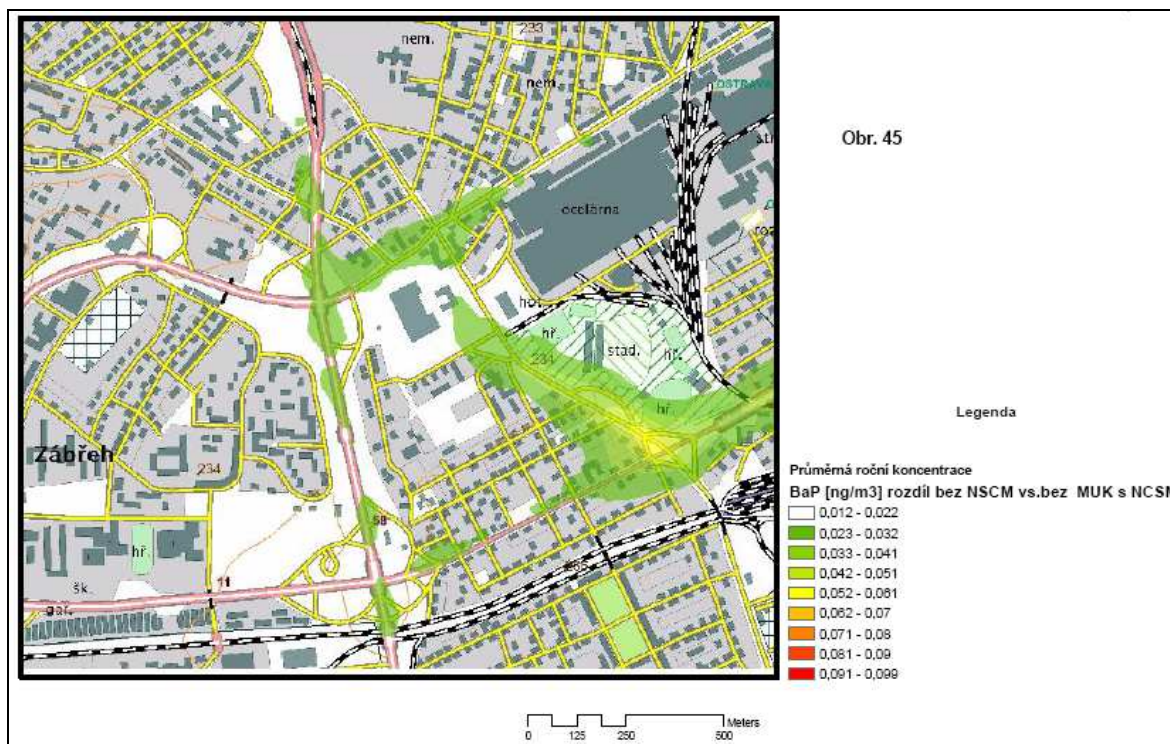 nem.
233
nem.
OSTRAVA
Obr. 45
ocelárna
hot.
hř.
stad.
hř.
231
hř.
Zábřeh
234
58
hř.
šk.
11
gar.
Legenda
Průměrná roční koncentrace
BaP [ng/m3] rozdíl bez NSCM vs.bez MUK s NCSM
0,012 - 0,022
0,023 - 0,032
0,033 - 0,041
0,042 - 0,051
0,052 - 0,061
0,062 - 0,07
0,071 - 0,08
0,081 - 0,09
0,091 - 0,099
Meters
0 125 250 500